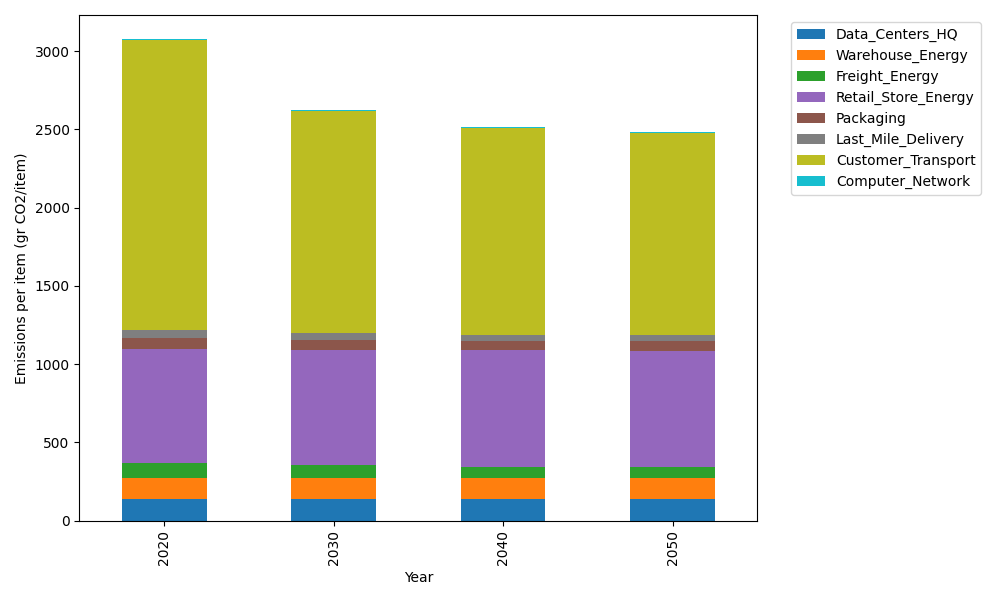 Emissions per item (gr CO2/item)
3000
2500
2000
1500
1000
500
0
2020
2030
2040
2050
Year
Data_Centers_HQ
Warehouse_Energy
Freight_Energy
Retail_Store_Energy
Packaging
Last_Mile_Delivery
Customer_Transport
Computer_Network